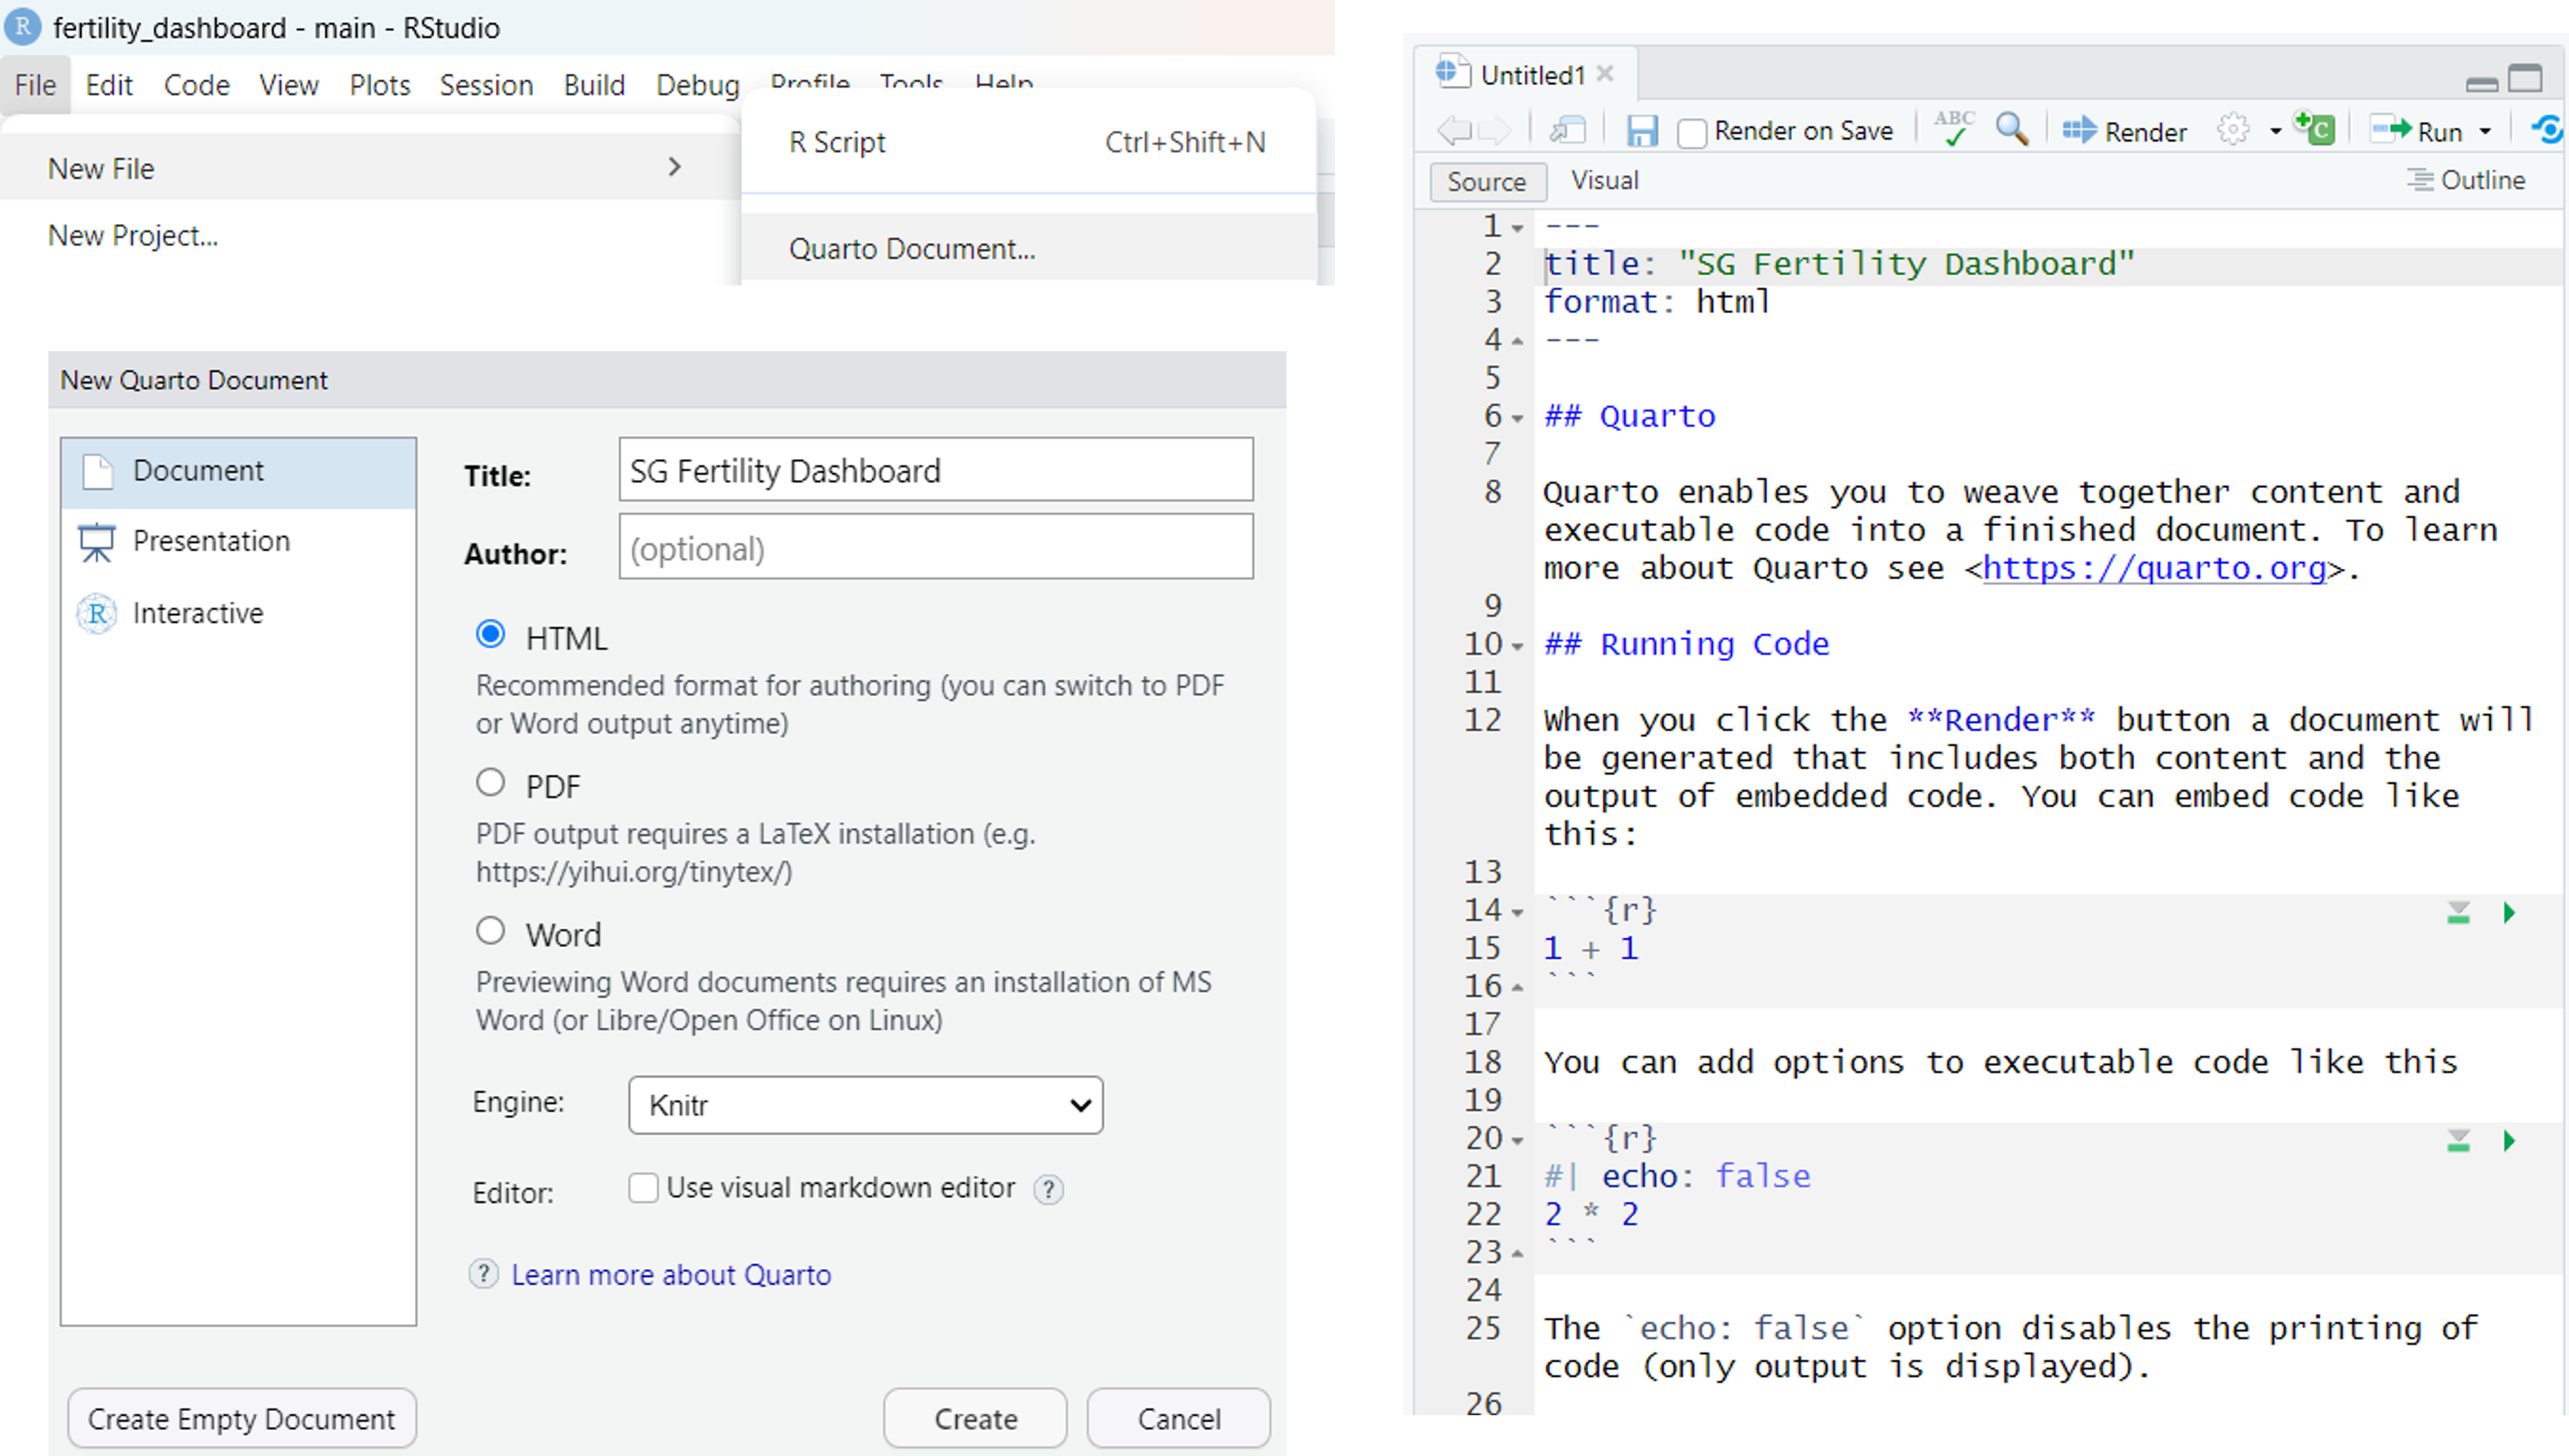 R fertility_dashboard - main - RStudio
File Edit Code View Plots Session Build Debug Profile Tools Help
R Script Ctrl+Shift+N
New File
New Project...
Quarto Document...
New Quarto Document
Document
Presentation
R Interactive
Title: SG Fertility Dashboard
Author: (optional)
HTML
Recommended format for authoring (you can switch to PDF
or Word output anytime)
PDF
PDF output requires a LaTeX installation (e.g.
https://yihui.org/tinytex/)
Word
Previewing Word documents requires an installation of MS
Word (or Libre/Open Office on Linux)
Engine: Knitr
Editor: Use visual markdown editor ?
? Learn more about Quarto
Create Empty Document Create Cancel
Untitled1
Render on Save ABC Render C Run
Source Visual Outline
1 ---
2 title: "SG Fertility Dashboard"
3 format: html
4 ---
5
6 ## Quarto
7
8 Quarto enables you to weave together content and
executable code into a finished document. To learn
more about Quarto see <https://quarto.org>.
9
10 ## Running Code
11
12 When you click the **Render** button a document will
be generated that includes both content and the
output of embedded code. You can embed code like
this:
13
14 ```{r}
15 1 + 1
16 ```
17
18 You can add options to executable code like this
19
20 ```{r}
21 #| echo: false
22 2 * 2
23 ```
24
25 The `echo: false` option disables the printing of
code (only output is displayed).
26